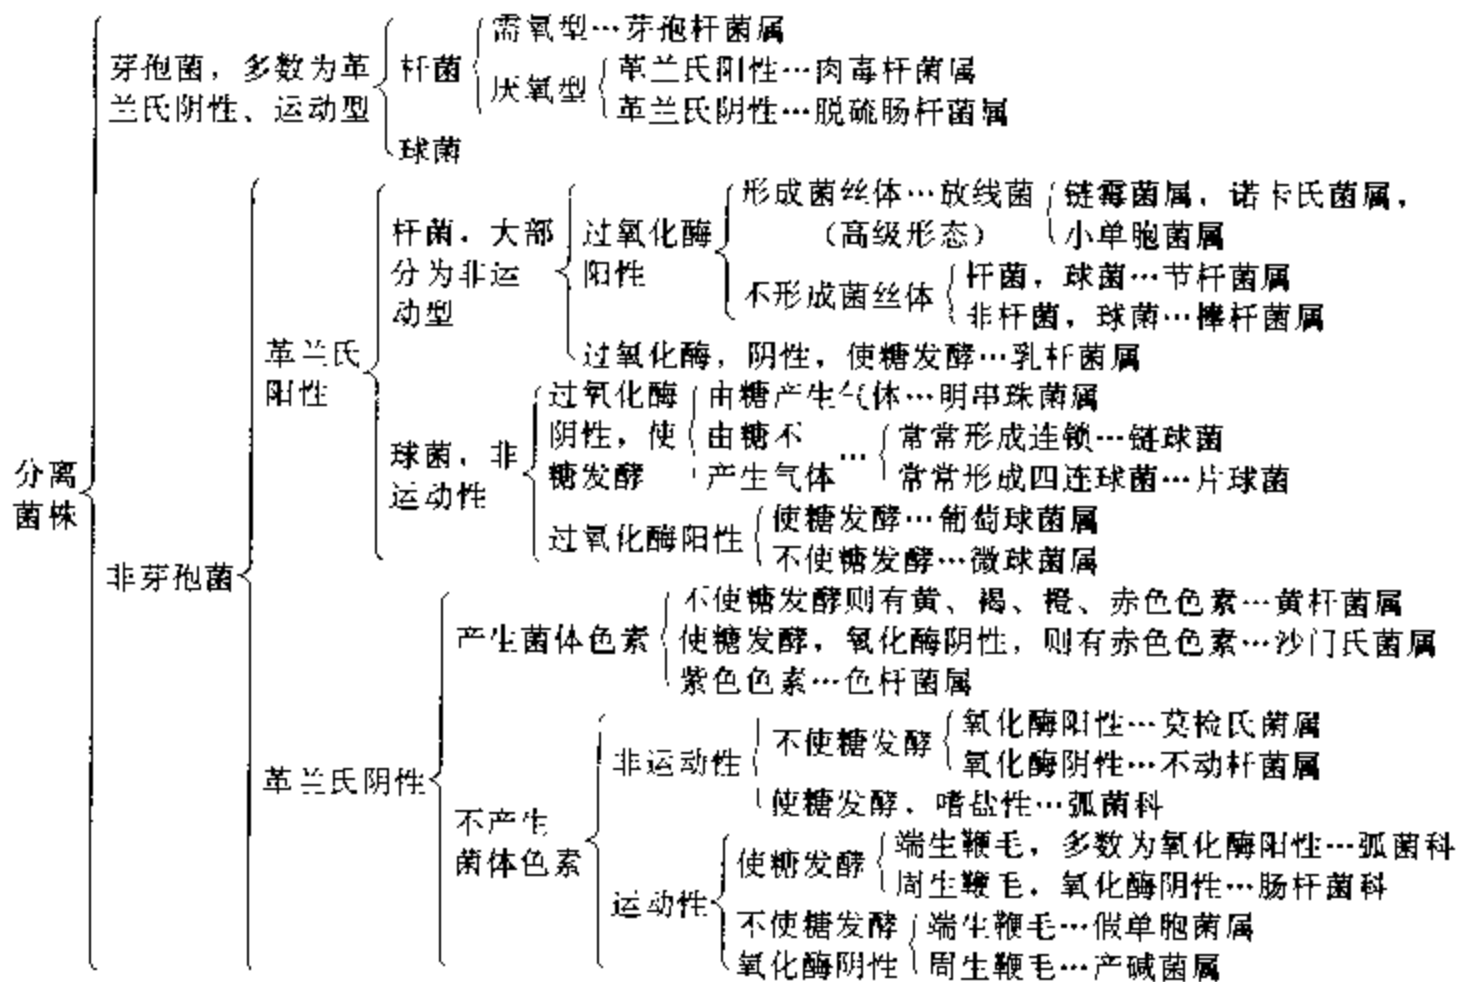 需氧型…芽孢杆菌属
芽孢菌，多数为革
兰氏阴性、运动型
杆菌
厌氧型
革兰氏阳性…肉毒杆菌属
革兰氏阴性…脱硫肠杆菌属
球菌
杆菌，大部
分为非运
动型
过氧化酶
阳性
形成菌丝体…放线菌
（高级形态）
链霉菌属，诺卡氏菌属，
小单胞菌属
不形成菌丝体
杆菌，球菌…节杆菌属
非杆菌，球菌…棒杆菌属
过氧化酶，阴性，使糖发酵…乳杆菌属
革兰氏
阳性
球菌，非
运动性
过氧化酶
阴性，使
糖发酵
由糖产生气体…明串珠菌属
由糖不
产生气体
…
常常形成连锁…链球菌
常常形成四连球菌…片球菌
过氧化酶阳性
使糖发酵…葡萄球菌属
不使糖发酵…微球菌属
分离
菌株
非芽孢菌
产生菌体色素
不使糖发酵则有黄、褐、橙、赤色色素…黄杆菌属
使糖发酵，氧化酶阴性，则有赤色色素…沙门氏菌属
紫色色素…色杆菌属
革兰氏阴性
不产生
菌体色素
非运动性
不使糖发酵
氧化酶阳性…莫检氏菌属
氧化酶阴性…不动杆菌属
使糖发酵、嗜盐性…弧菌科
运动性
使糖发酵
端生鞭毛，多数为氧化酶阳性…弧菌科
周生鞭毛，氧化酶阴性…肠杆菌科
不使糖发酵
氧化酶阴性
端生鞭毛…假单胞菌属
周生鞭毛…产碱菌属